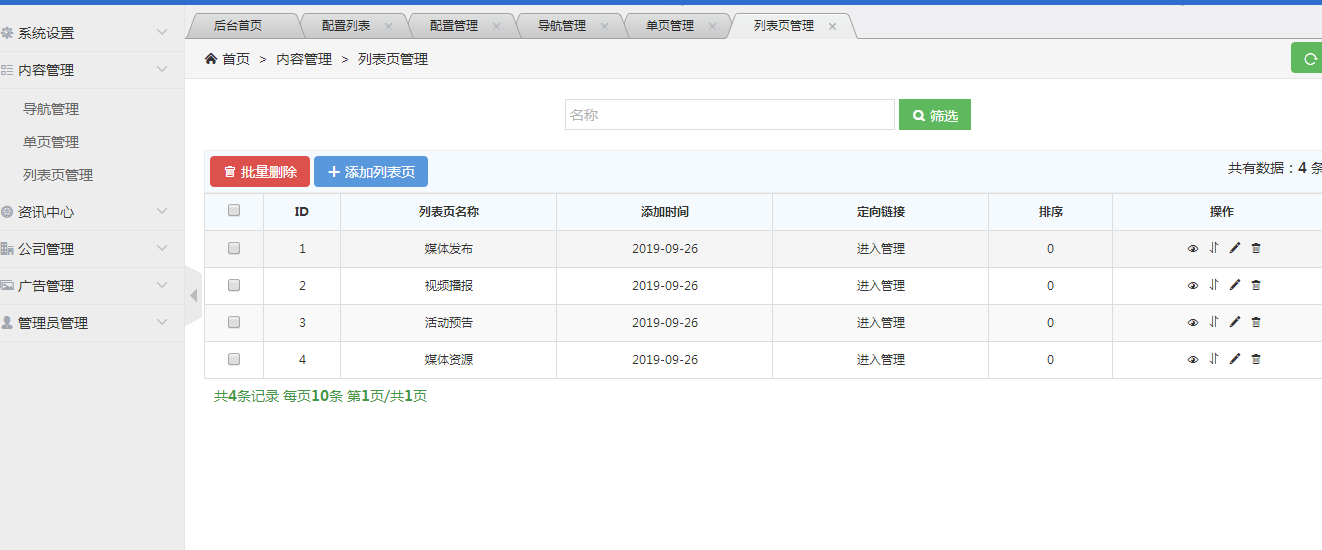 系统设置
内容管理
导航管理
单页管理
列表页管理
资讯中心
公司管理
广告管理
管理员管理
后台首页 配置列表 配置管理 导航管理 单页管理 列表页管理
首页 > 内容管理 > 列表页管理
名称 筛选
批量删除 添加列表页 共有数据：4 条
ID 列表页名称 添加时间 定向链接 排序 操作
1 媒体发布 2019-09-26 进入管理 0
2 视频播报 2019-09-26 进入管理 0
3 活动预告 2019-09-26 进入管理 0
4 媒体资源 2019-09-26 进入管理 0
共4条记录 每页10条 第1页/共1页